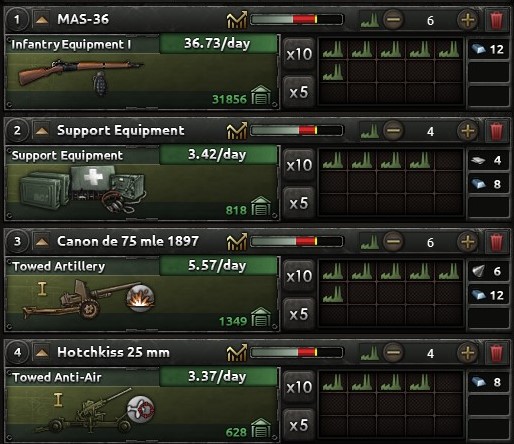 1 MAS-36 6
Infantry Equipment I 36.73/day x10 12
31856 x5
2 Support Equipment 4
Support Equipment 3.42/day x10 4
8
818 x5
3 Canon de 75 mle 1897 6
Towed Artillery 5.57/day x10 6
I 12
1349 x5
4 Hotchkiss 25 mm 4
Towed Anti-Air 3.37/day x10 8
I
628 x5